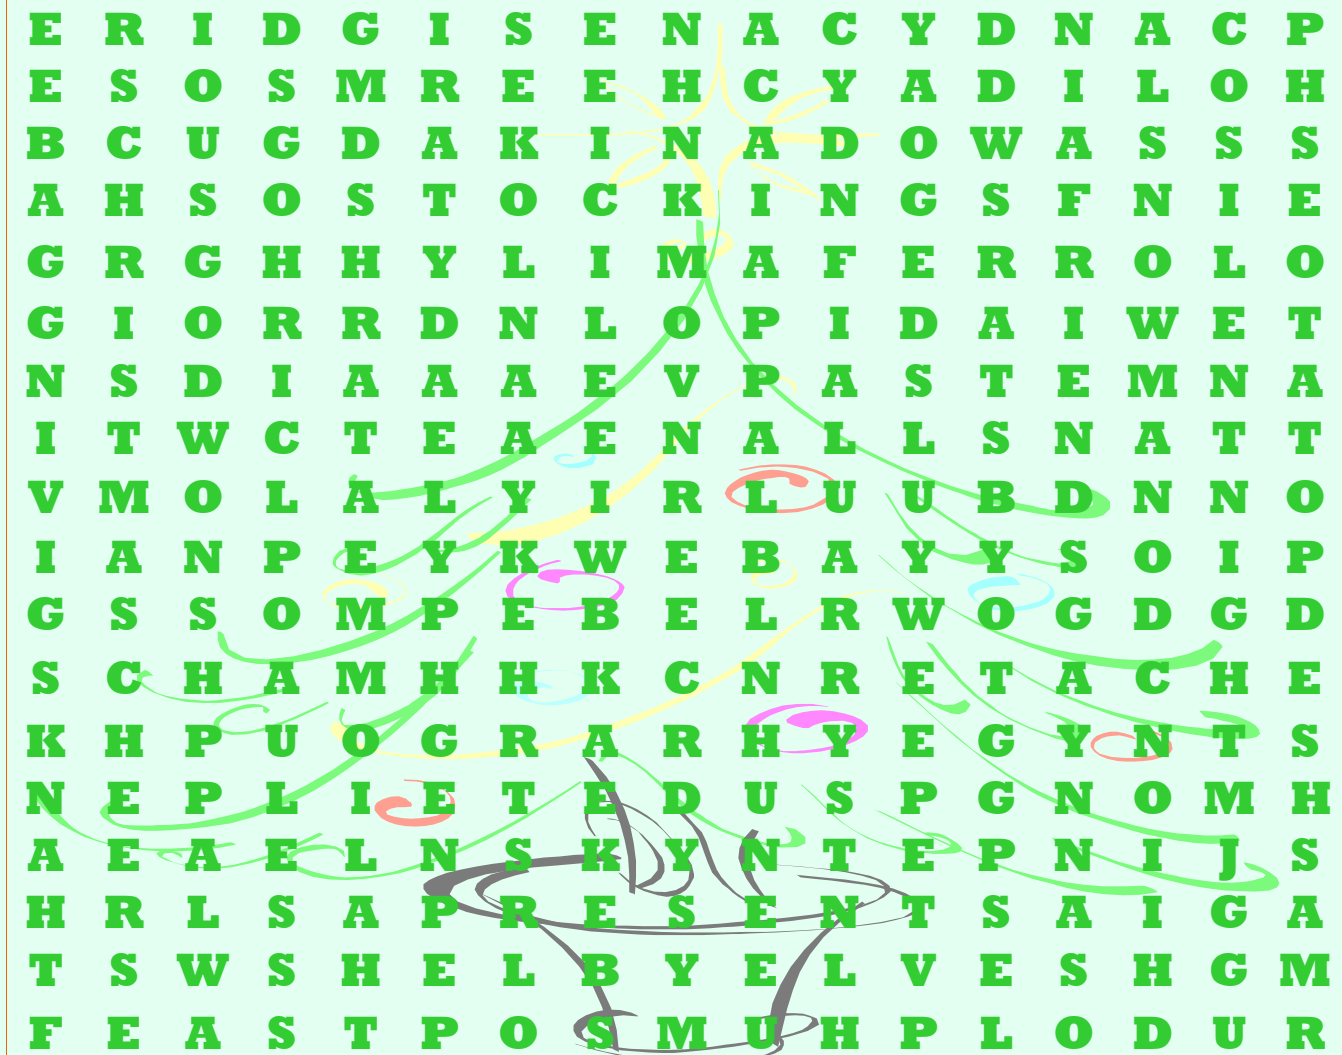 E R I D G I S E N A C Y D N A C P
E S O S M R E E H C Y A D I L O H
B C U G D A K I N A D O W A S S S
A H S O S T O C K I N G S F N I E
G R G H H Y L I M A F E R R O L O
G I O R R D N L O P I D A I W E T
N S D I A A A E V P A S T E M N A
I T W C T E A E N A L L S N A T T
V M O L A L Y I R L U U B D N N O
I A N P E Y K W E B A Y Y S O I P
G S S O M P E B E L R W O G D G D
S C H A M H H K C N R E T A C H E
K H P U O G R A R H Y E G Y N T S
N E P L I E T E D U S P G N O M H
A E A E L N S K Y N T E P N I J S
H R L S A P R E S E N T S A I G A
T S W S H E L B Y E L V E S H G M
F E A S T P O S M U H P L O D U R